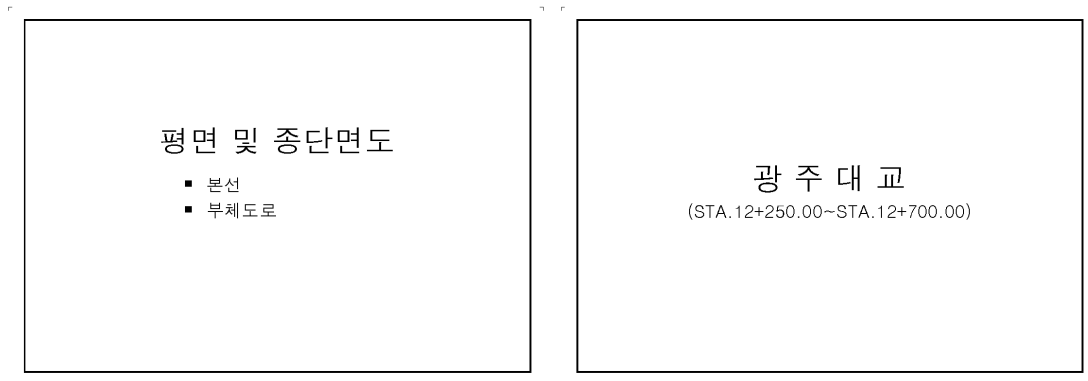 평면 및 종단면도
▪ 본선
▪ 부체도로
광 주 대 교
(STA.12+250.00~STA.12+700.00)